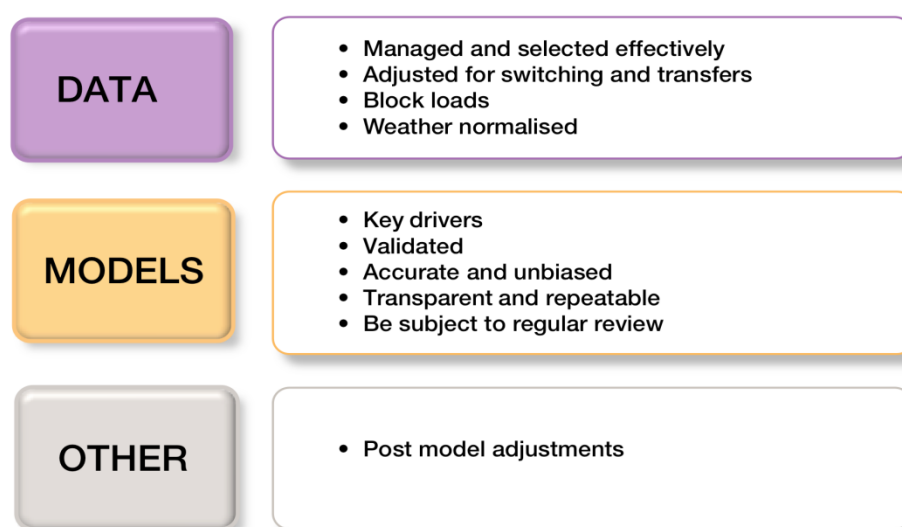 DATA
• Managed and selected effectively
• Adjusted for switching and transfers
• Block loads
• Weather normalised
MODELS
• Key drivers
• Validated
• Accurate and unbiased
• Transparent and repeatable
• Be subject to regular review
OTHER
• Post model adjustments